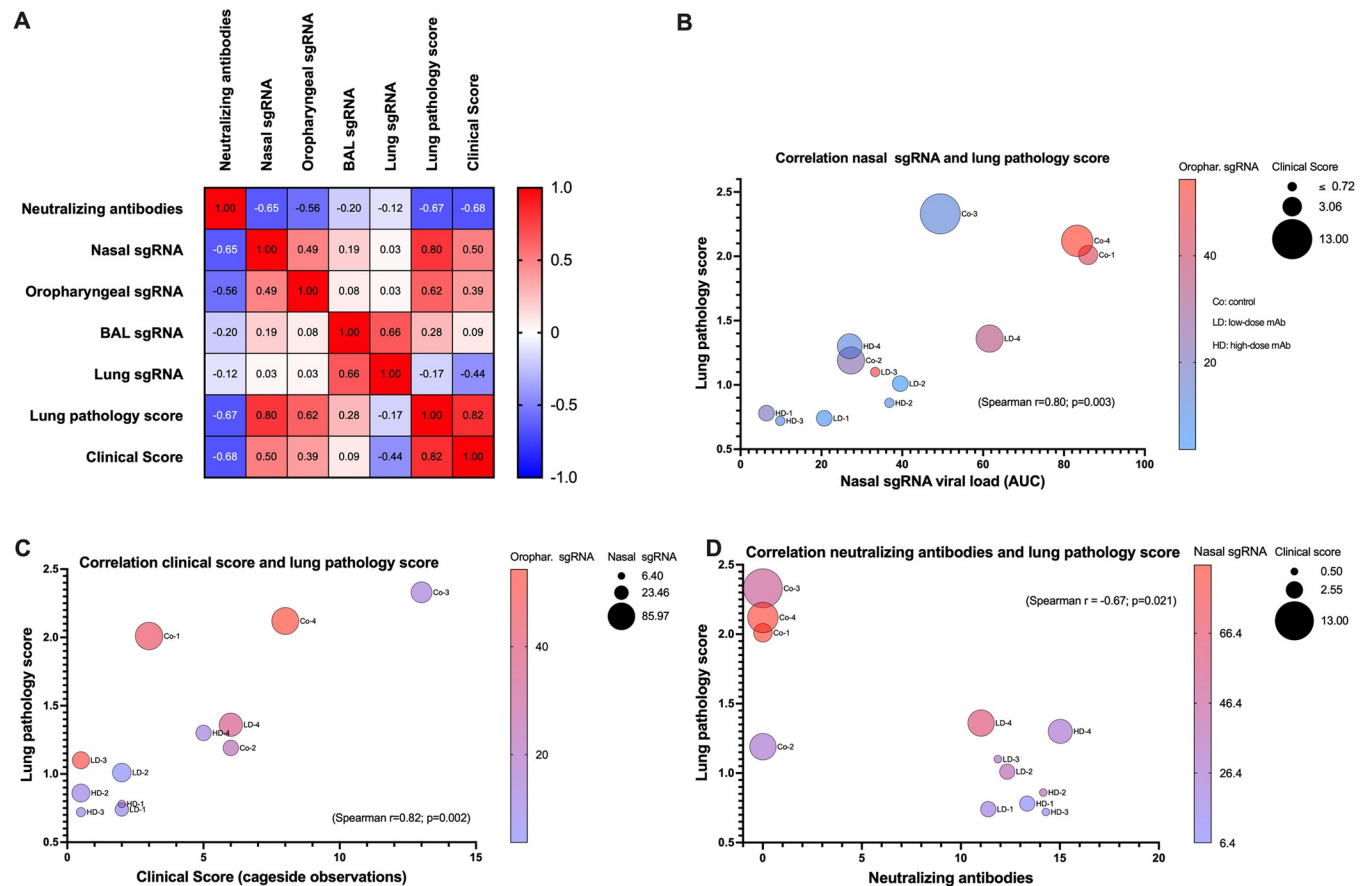 A
Neutralizing antibodies
Nasal sgRNA
Oropharyngeal sgRNA
BAL sgRNA
Lung sgRNA
Lung pathology score
Clinical Score
Neutralizing antibodies 1.00 -0.65 -0.56 -0.20 -0.12 -0.67 -0.68
Nasal sgRNA -0.65 1.00 0.49 0.19 0.03 0.80 0.50
Oropharyngeal sgRNA -0.56 0.49 1.00 0.08 0.03 0.62 0.39
BAL sgRNA -0.20 0.19 0.08 1.00 0.66 0.28 0.09
Lung sgRNA -0.12 0.03 0.03 0.66 1.00 -0.17 -0.44
Lung pathology score -0.67 0.80 0.62 0.28 -0.17 1.00 0.82
Clinical Score -0.68 0.50 0.39 0.09 -0.44 0.82 1.00
1.0
0.5
0
-0.5
-1.0
B
Correlation nasal sgRNA and lung pathology score
Lung pathology score
2.5
2.0
1.5
1.0
0.5
Co-3
Co-4
Co-1
LD-4
HD-4
Co-2
LD-3
LD-2
HD-2
HD-1
HD-3
LD-1
(Spearman r=0.80; p=0.003)
0 20 40 60 80 100
Nasal sgRNA viral load (AUC)
Orophar. sgRNA
40
20
Clinical Score
≤ 0.72
3.06
13.00
Co: control
LD: low-dose mAb
HD: high-dose mAb
C
Correlation clinical score and lung pathology score
Lung pathology score
2.5
2.0
1.5
1.0
0.5
Co-3
Co-4
Co-1
LD-4
HD-4
Co-2
LD-3
LD-2
HD-2
HD-1
HD-3
LD-1
(Spearman r=0.82; p=0.002)
0 5 10 15
Clinical Score (cageside observations)
Orophar. sgRNA
40
20
Nasal sgRNA
6.40
23.46
85.97
D
Correlation neutralizing antibodies and lung pathology score
Lung pathology score
2.5
2.0
1.5
1.0
0.5
Co-3
Co-4
Co-1
Co-2
LD-4
HD-4
LD-3
LD-2
HD-2
HD-1
LD-1
HD-3
(Spearman r = -0.67; p=0.021)
0 5 10 15 20
Neutralizing antibodies
Nasal sgRNA
66.4
46.4
26.4
6.4
Clinical score
0.50
2.55
13.00